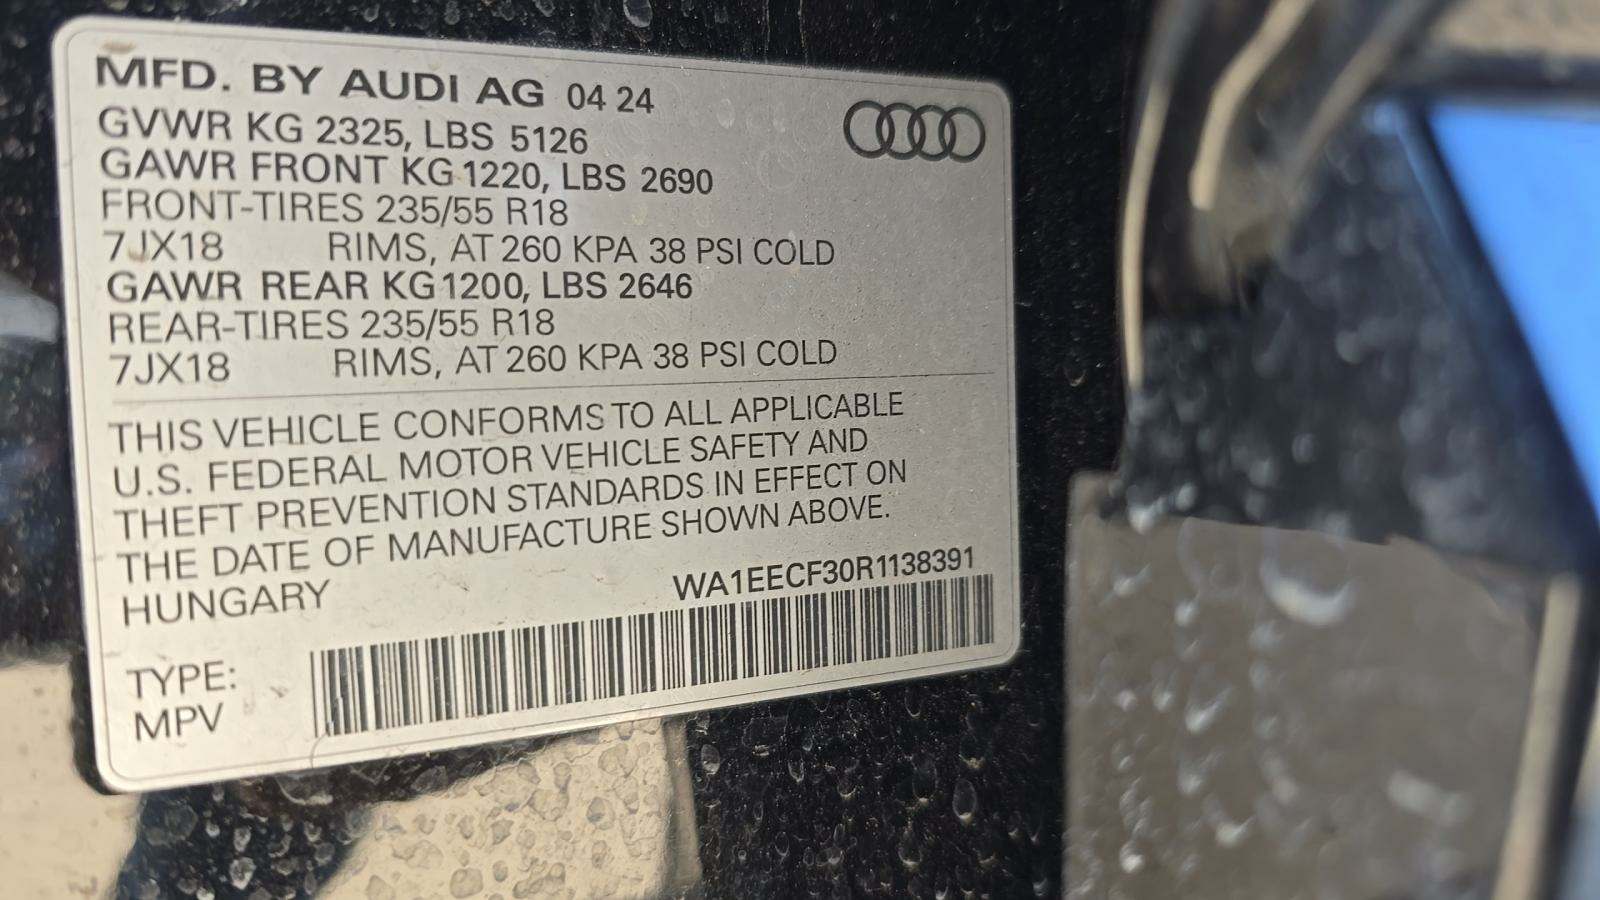 MFD. BY AUDI AG 04 24
GVWR KG 2325, LBS 5126
GAWR FRONT KG 1220, LBS 2690
FRONT-TIRES 235/55 R18
7JX18 RIMS, AT 260 KPA 38 PSI COLD
GAWR REAR KG 1200, LBS 2646
REAR-TIRES 235/55 R18
7JX18 RIMS, AT 260 KPA 38 PSI COLD
THIS VEHICLE CONFORMS TO ALL APPLICABLE
U.S. FEDERAL MOTOR VEHICLE SAFETY AND
THEFT PREVENTION STANDARDS IN EFFECT ON
THE DATE OF MANUFACTURE SHOWN ABOVE.
HUNGARY
WA1EECF30R1138391
TYPE:
MPV